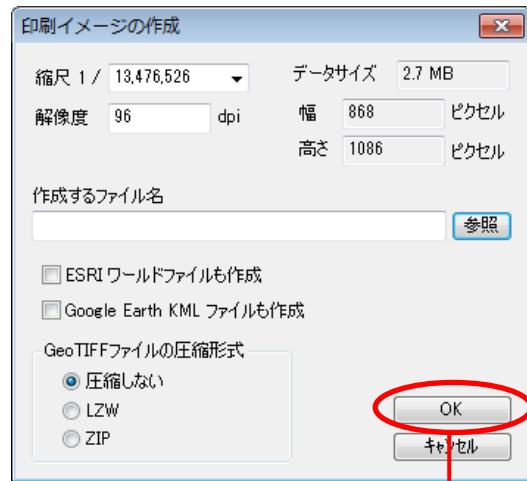 印刷イメージの作成
縮尺 1 / 13,476,526
データサイズ 2.7 MB
解像度 96 dpi
幅 868 ピクセル
高さ 1086 ピクセル
作成するファイル名
参照
ESRI ワールドファイルも作成
Google Earth KML ファイルも作成
GeoTIFFファイルの圧縮形式
圧縮しない
LZW
ZIP
OK
キャンセル